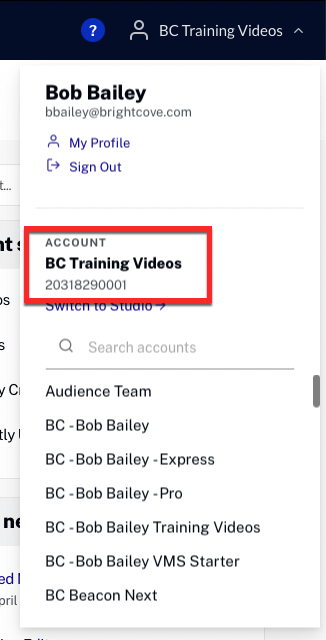 ? BC Training Videos
Bob Bailey
bbailey@brightcove.com
My Profile
Sign Out
t...
ACCOUNT
BC Training Videos
20318290001
Switch to Studio
Search accounts
Audience Team
BC - Bob Bailey
BC - Bob Bailey - Express
BC - Bob Bailey - Pro
BC - Bob Bailey Training Videos
BC - Bob Bailey VMS Starter
BC Beacon Next